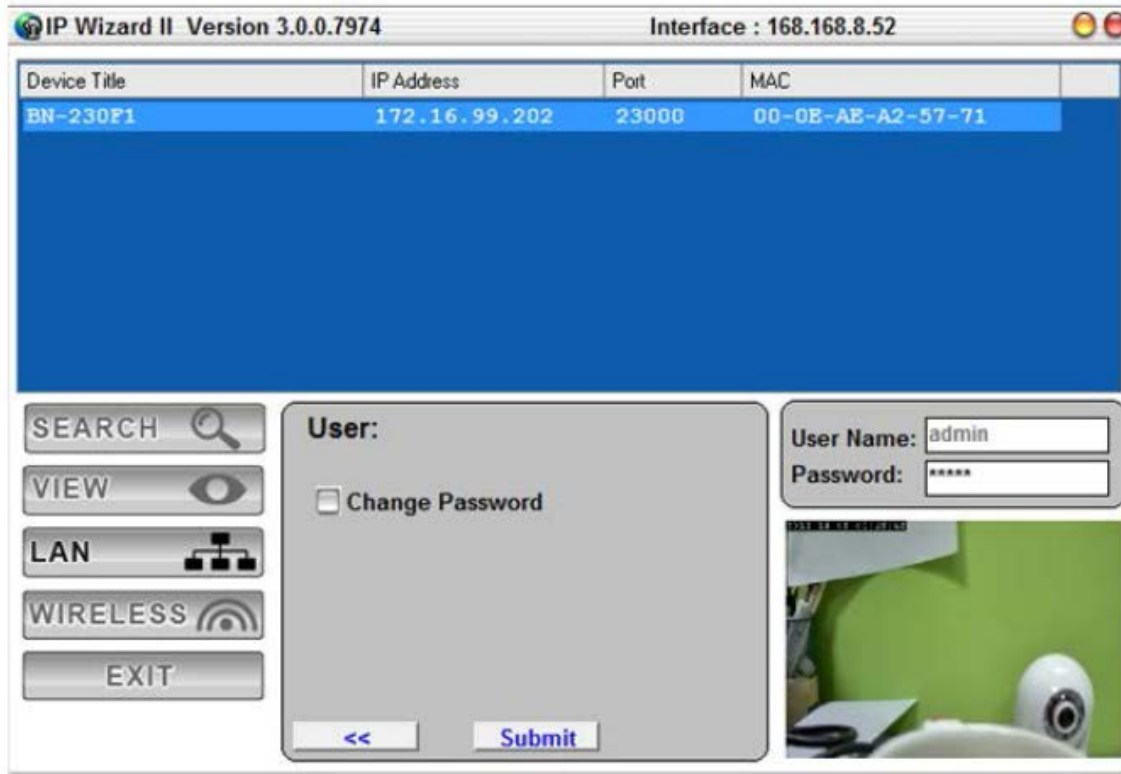 IP Wizard II Version 3.0.0.7974 Interface : 168.168.8.52
Device Title IP Address Port MAC
BN-230F1 172.16.99.202 23000 00-0E-AE-A2-57-71
SEARCH
VIEW
LAN
WIRELESS
EXIT
User:
Change Password
<< Submit
User Name: admin
Password: *****